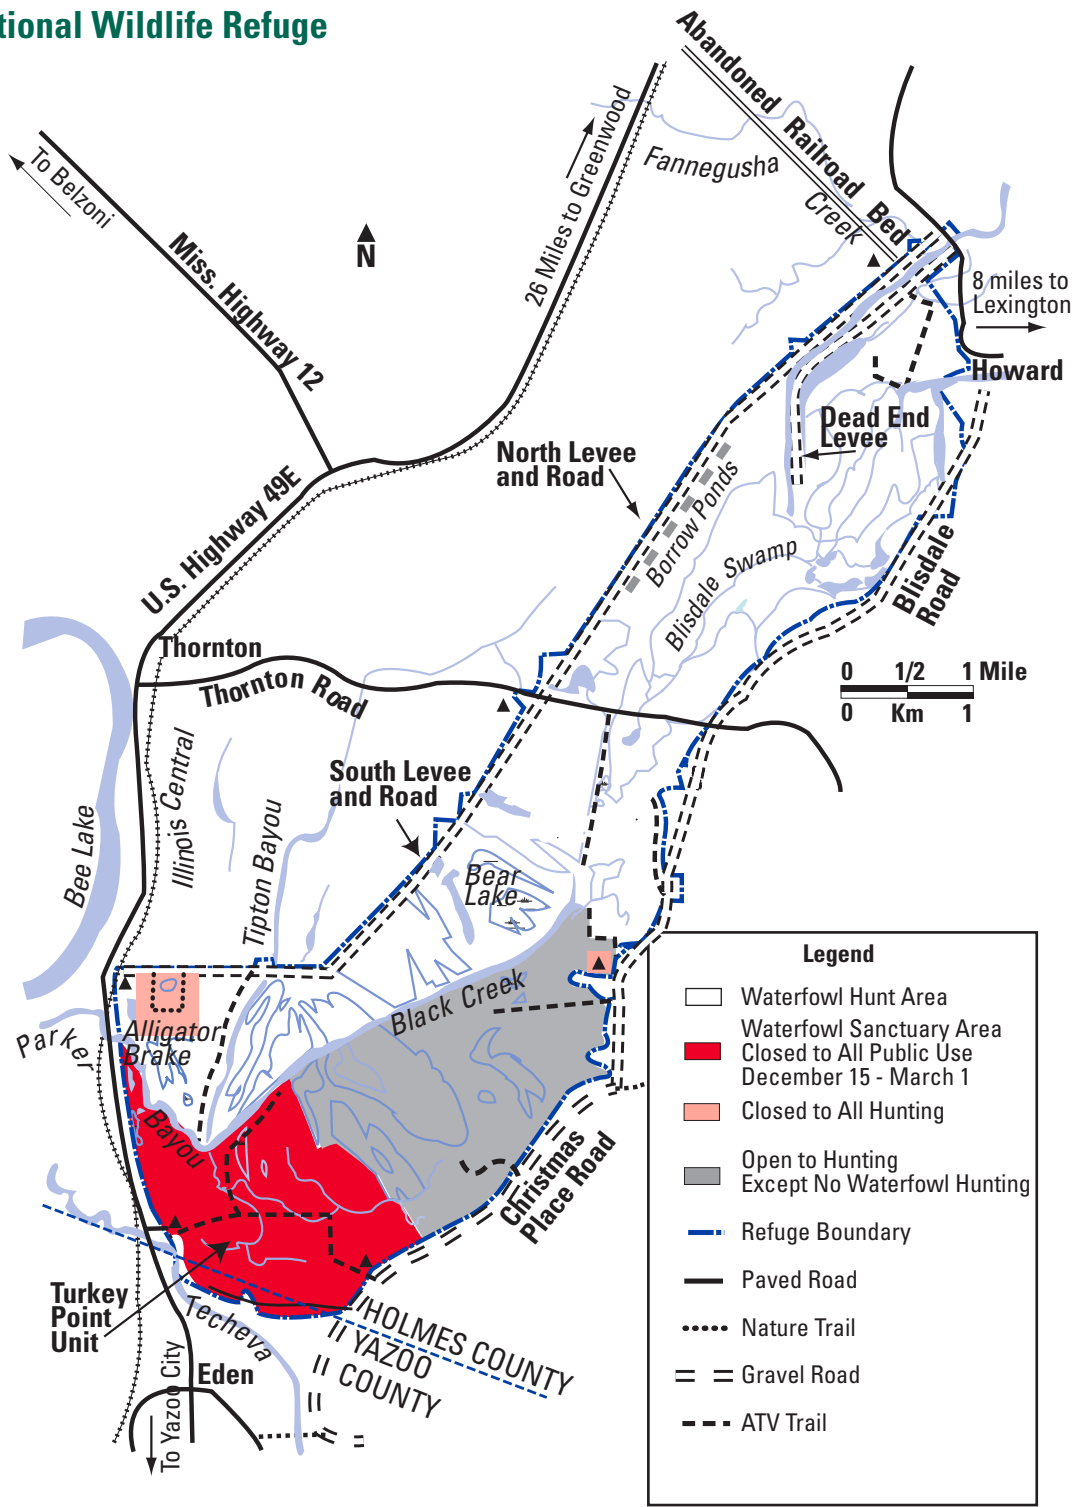 tional Wildlife Refuge
Abandoned Railroad Bed
Fannegusha
Creek
26 Miles to Greenwood
To Belzoni
Miss. Highway 12
N
8 miles to
Lexington
Howard
Dead End
Levee
North Levee
and Road
Borrow Ponds
U.S. Highway 49E
Blisdale Swamp
Blisdale
Road
Thornton
Thornton Road
0 1/2 1 Mile
0 Km 1
South Levee
and Road
Illinois Central
Bee Lake
Tipton Bayou
Bear
Lake
Black Creek
Parker
Alligator
Brake
Bayou
Christmas
Place Road
Turkey
Point
Unit
Techeva
HOLMES COUNTY
YAZOO
COUNTY
Eden
To Yazoo City
Legend
Waterfowl Hunt Area
Waterfowl Sanctuary Area
Closed to All Public Use
December 15 - March 1
Closed to All Hunting
Open to Hunting
Except No Waterfowl Hunting
Refuge Boundary
Paved Road
Nature Trail
Gravel Road
ATV Trail